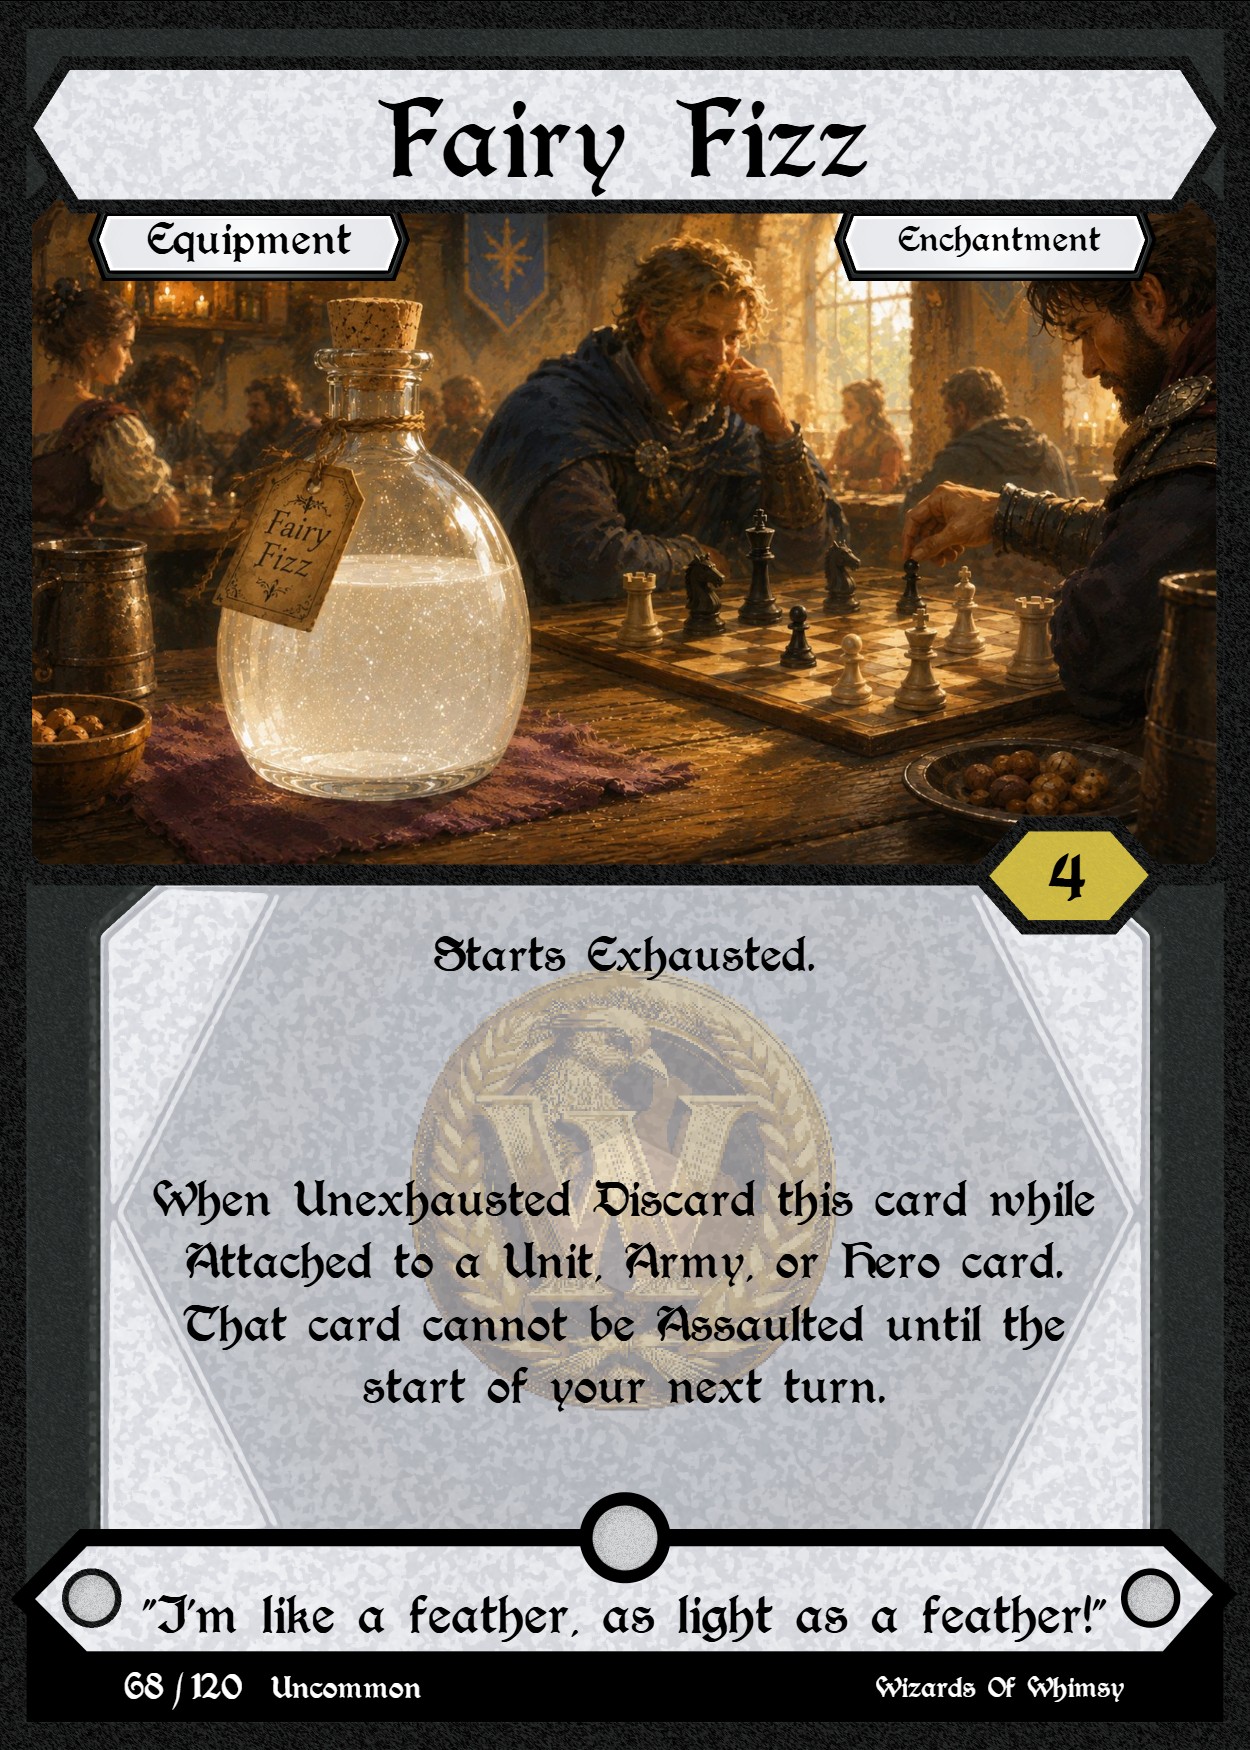 Fairy Fizz
Equipment
Enchantment
Fairy
Fizz
4
Starts Exhausted.
W
When Unexhausted Discard this card while
Attached to a Unit, Army, or Hero card.
That card cannot be Assaulted until the
start of your next turn.
"I'm like a feather, as light as a feather!"
68 / 120 Uncommon
Wizards Of Whimsy